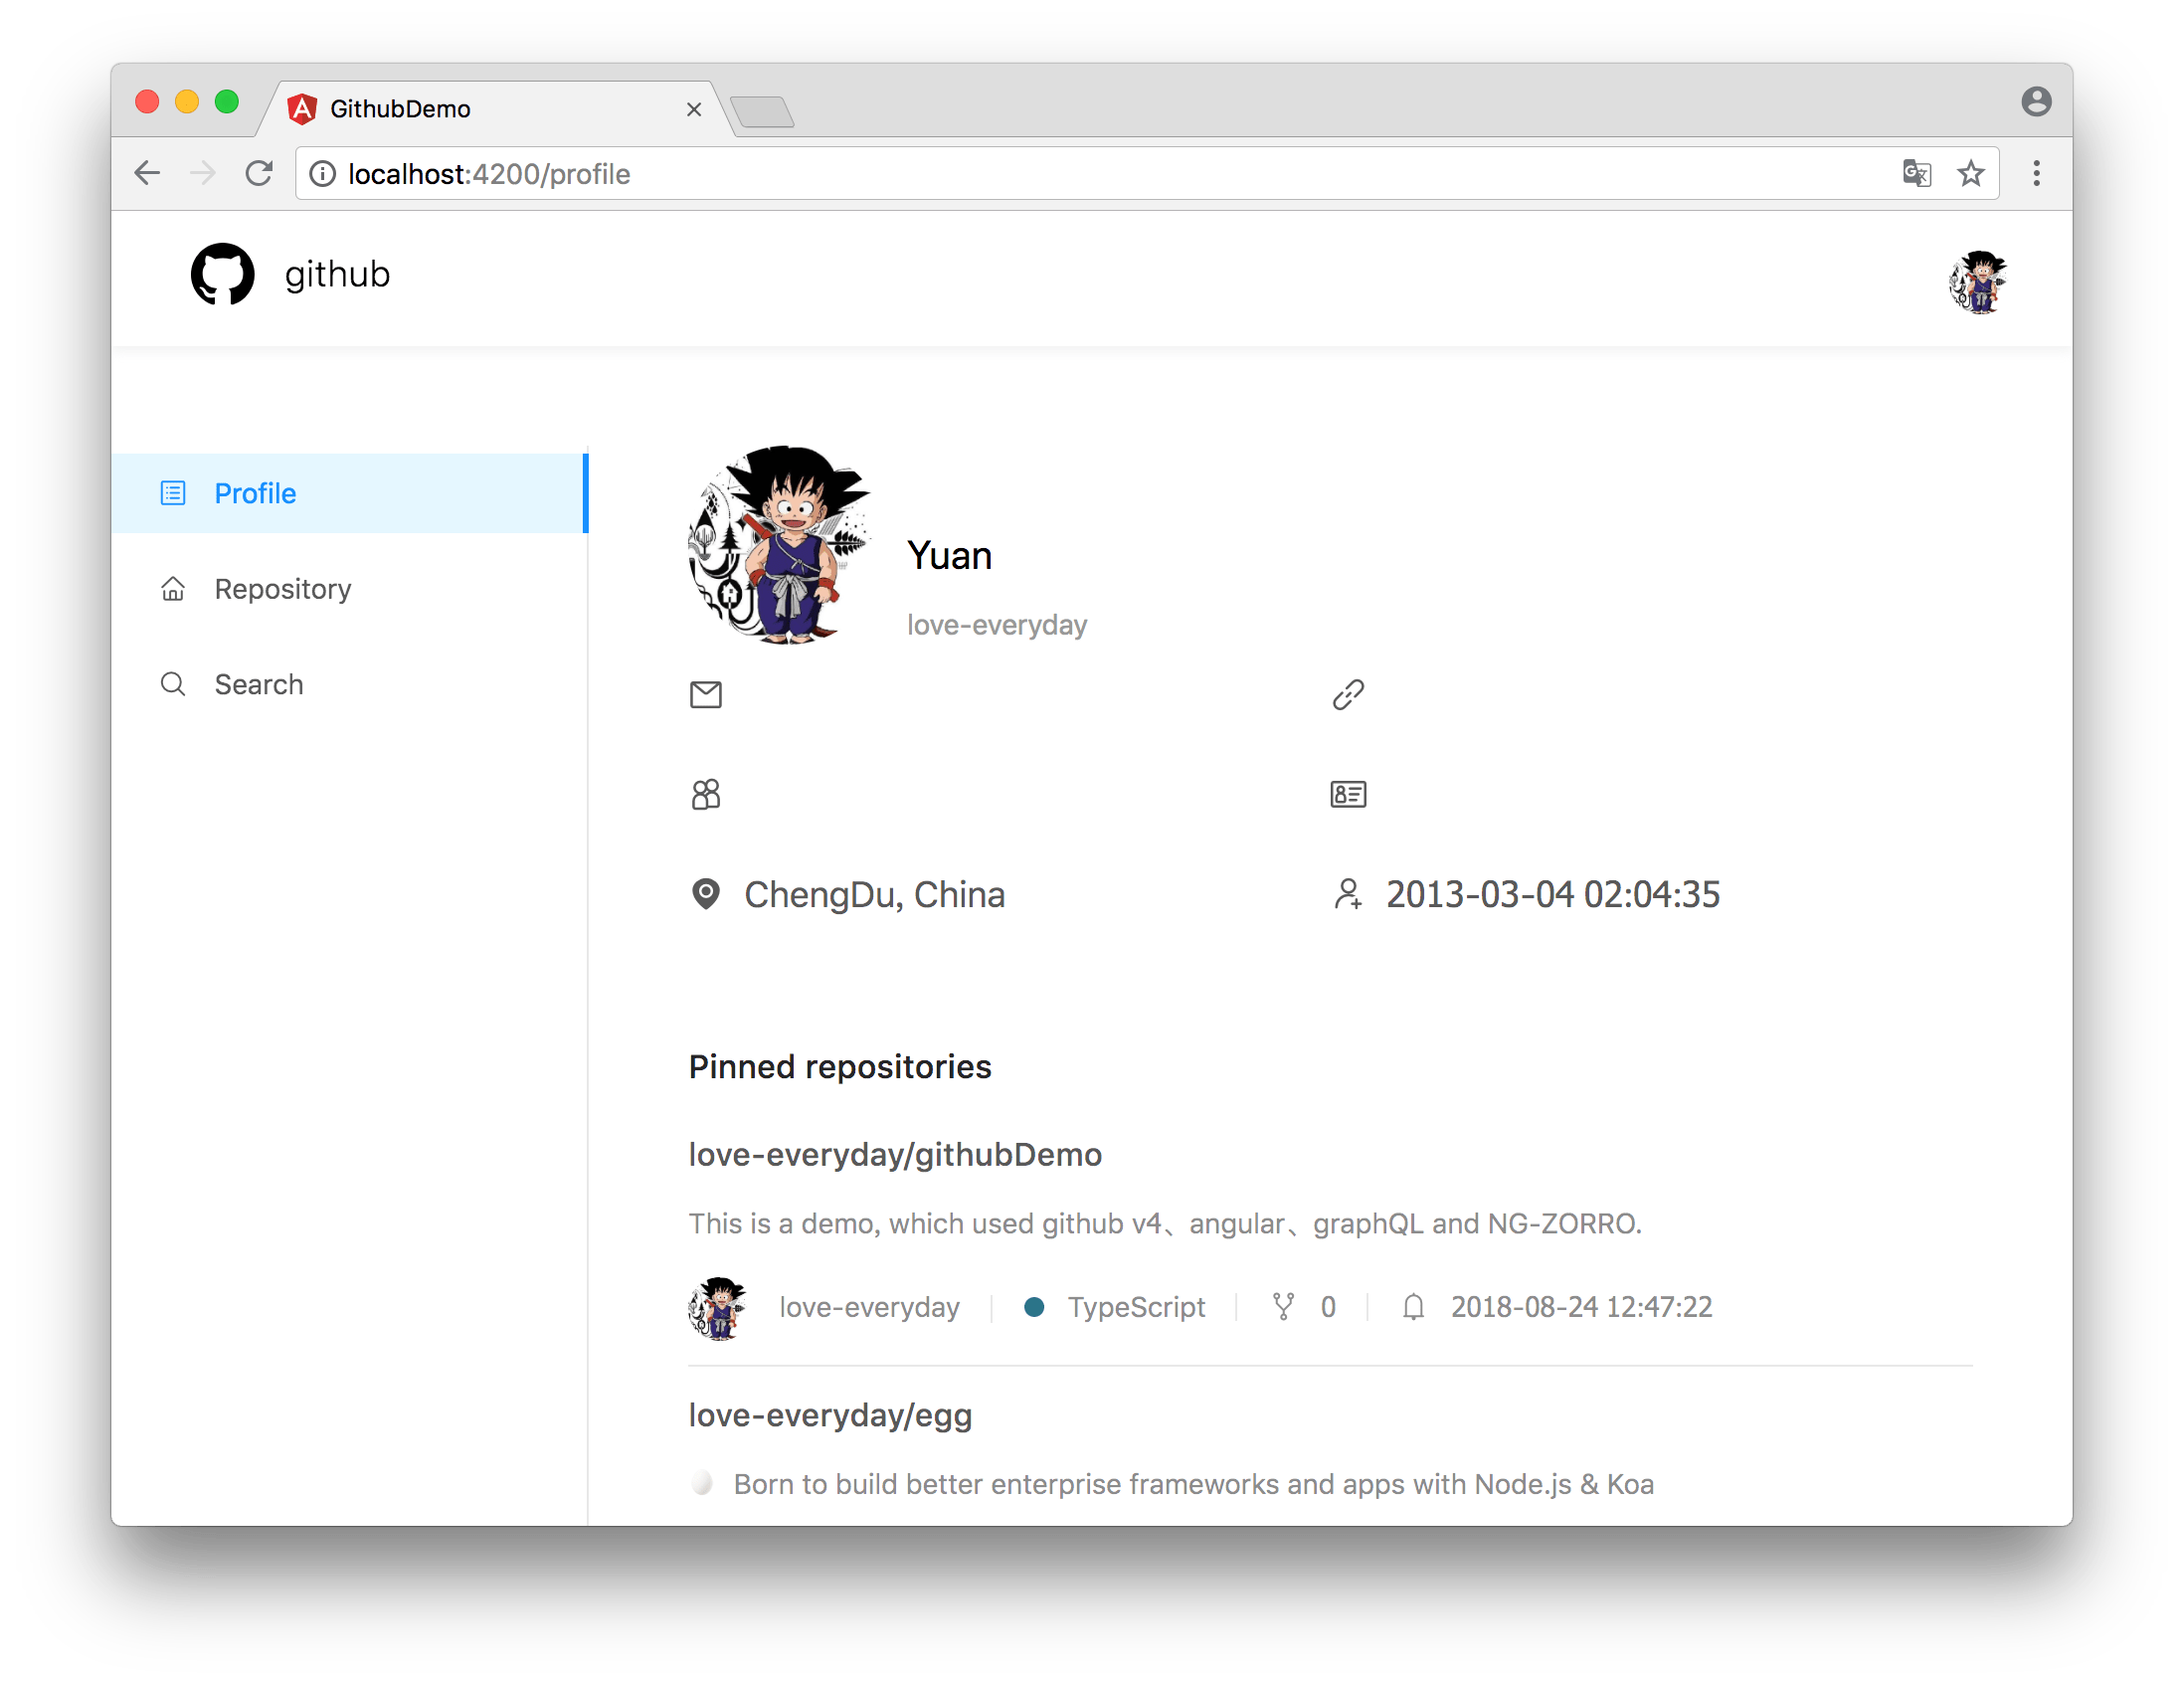 GithubDemo
localhost:4200/profile
github
Profile
Repository
Search
Yuan
love-everyday
ChengDu, China
2013-03-04 02:04:35
Pinned repositories
love-everyday/githubDemo
This is a demo, which used github v4、angular、graphQL and NG-ZORRO.
love-everyday TypeScript 0 2018-08-24 12:47:22
love-everyday/egg
Born to build better enterprise frameworks and apps with Node.js & Koa